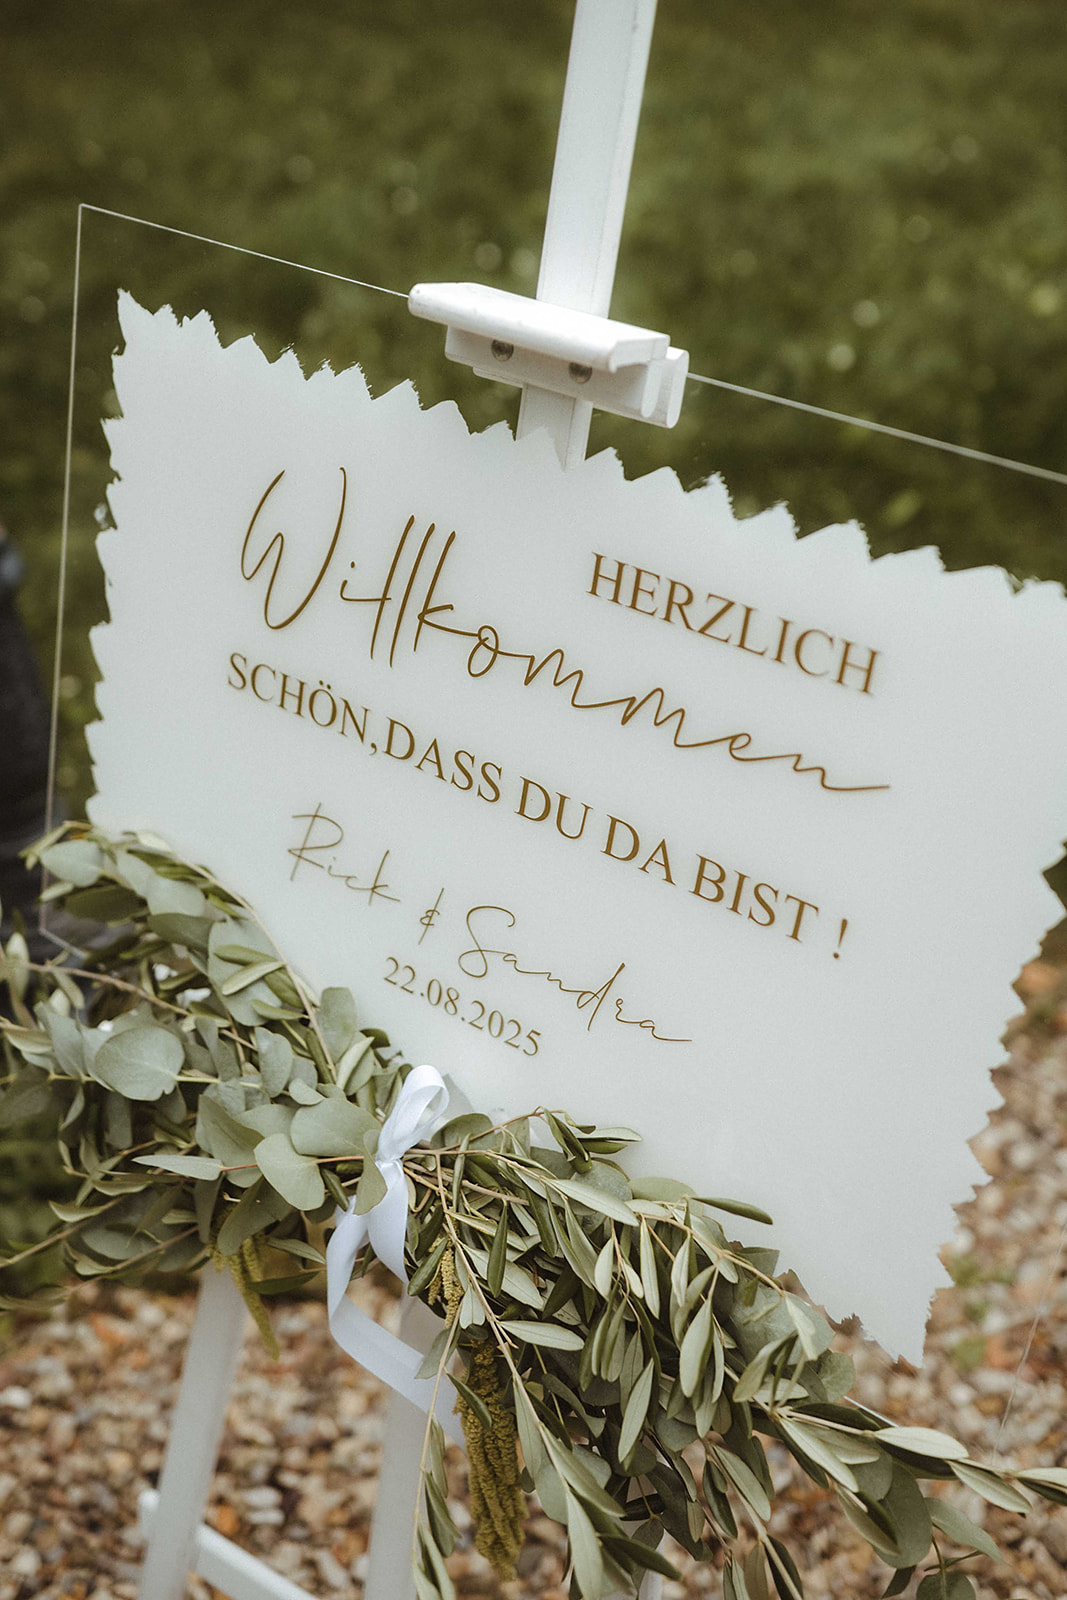 HERZLICH
Willkommen
SCHÖN, DASS DU DA BIST !
Rick & Sandra
22.08.2025